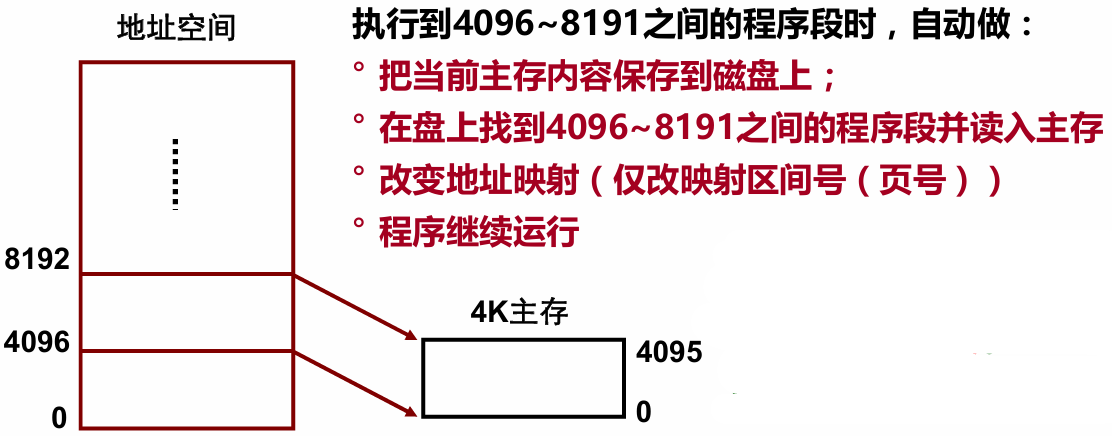 地址空间
执行到4096~8191之间的程序段时，自动做：
° 把当前主存内容保存到磁盘上；
° 在盘上找到4096~8191之间的程序段并读入主存
° 改变地址映射（仅改映射区间号（页号））
° 程序继续运行
8192
4K主存
4096
4095
0
0